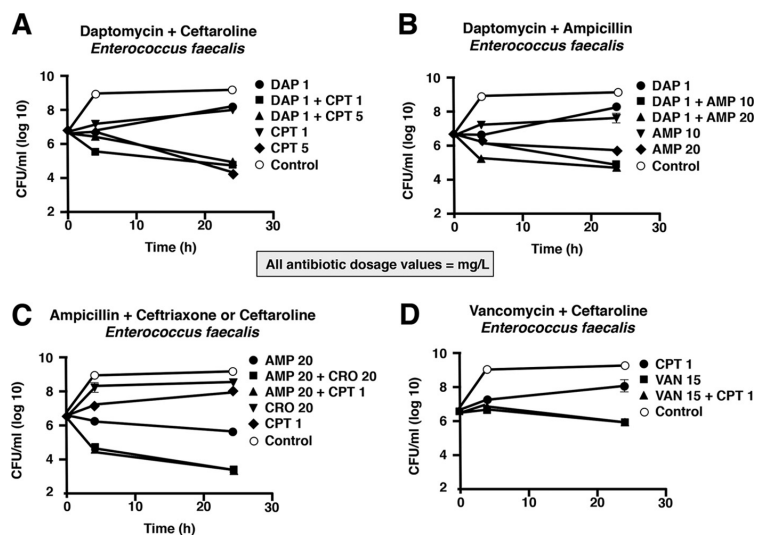 A
Daptomycin + Ceftaroline
Enterococcus faecalis
CFU/ml (log 10)
10
8
6
4
2
0
10
20
30
Time (h)
DAP 1
DAP 1 + CPT 1
DAP 1 + CPT 5
CPT 1
CPT 5
Control
B
Daptomycin + Ampicillin
Enterococcus faecalis
CFU/ml (log 10)
10
8
6
4
2
0
10
20
30
Time (h)
DAP 1
DAP 1 + AMP 10
DAP 1 + AMP 20
AMP 10
AMP 20
Control
All antibiotic dosage values = mg/L
C
Ampicillin + Ceftriaxone or Ceftaroline
Enterococcus faecalis
CFU/ml (log 10)
10
8
6
4
2
0
10
20
30
Time (h)
AMP 20
AMP 20 + CRO 20
AMP 20 + CPT 1
CRO 20
CPT 1
Control
D
Vancomycin + Ceftaroline
Enterococcus faecalis
CFU/ml (log 10)
10
8
6
4
2
0
10
20
30
Time (h)
CPT 1
VAN 15
VAN 15 + CPT 1
Control